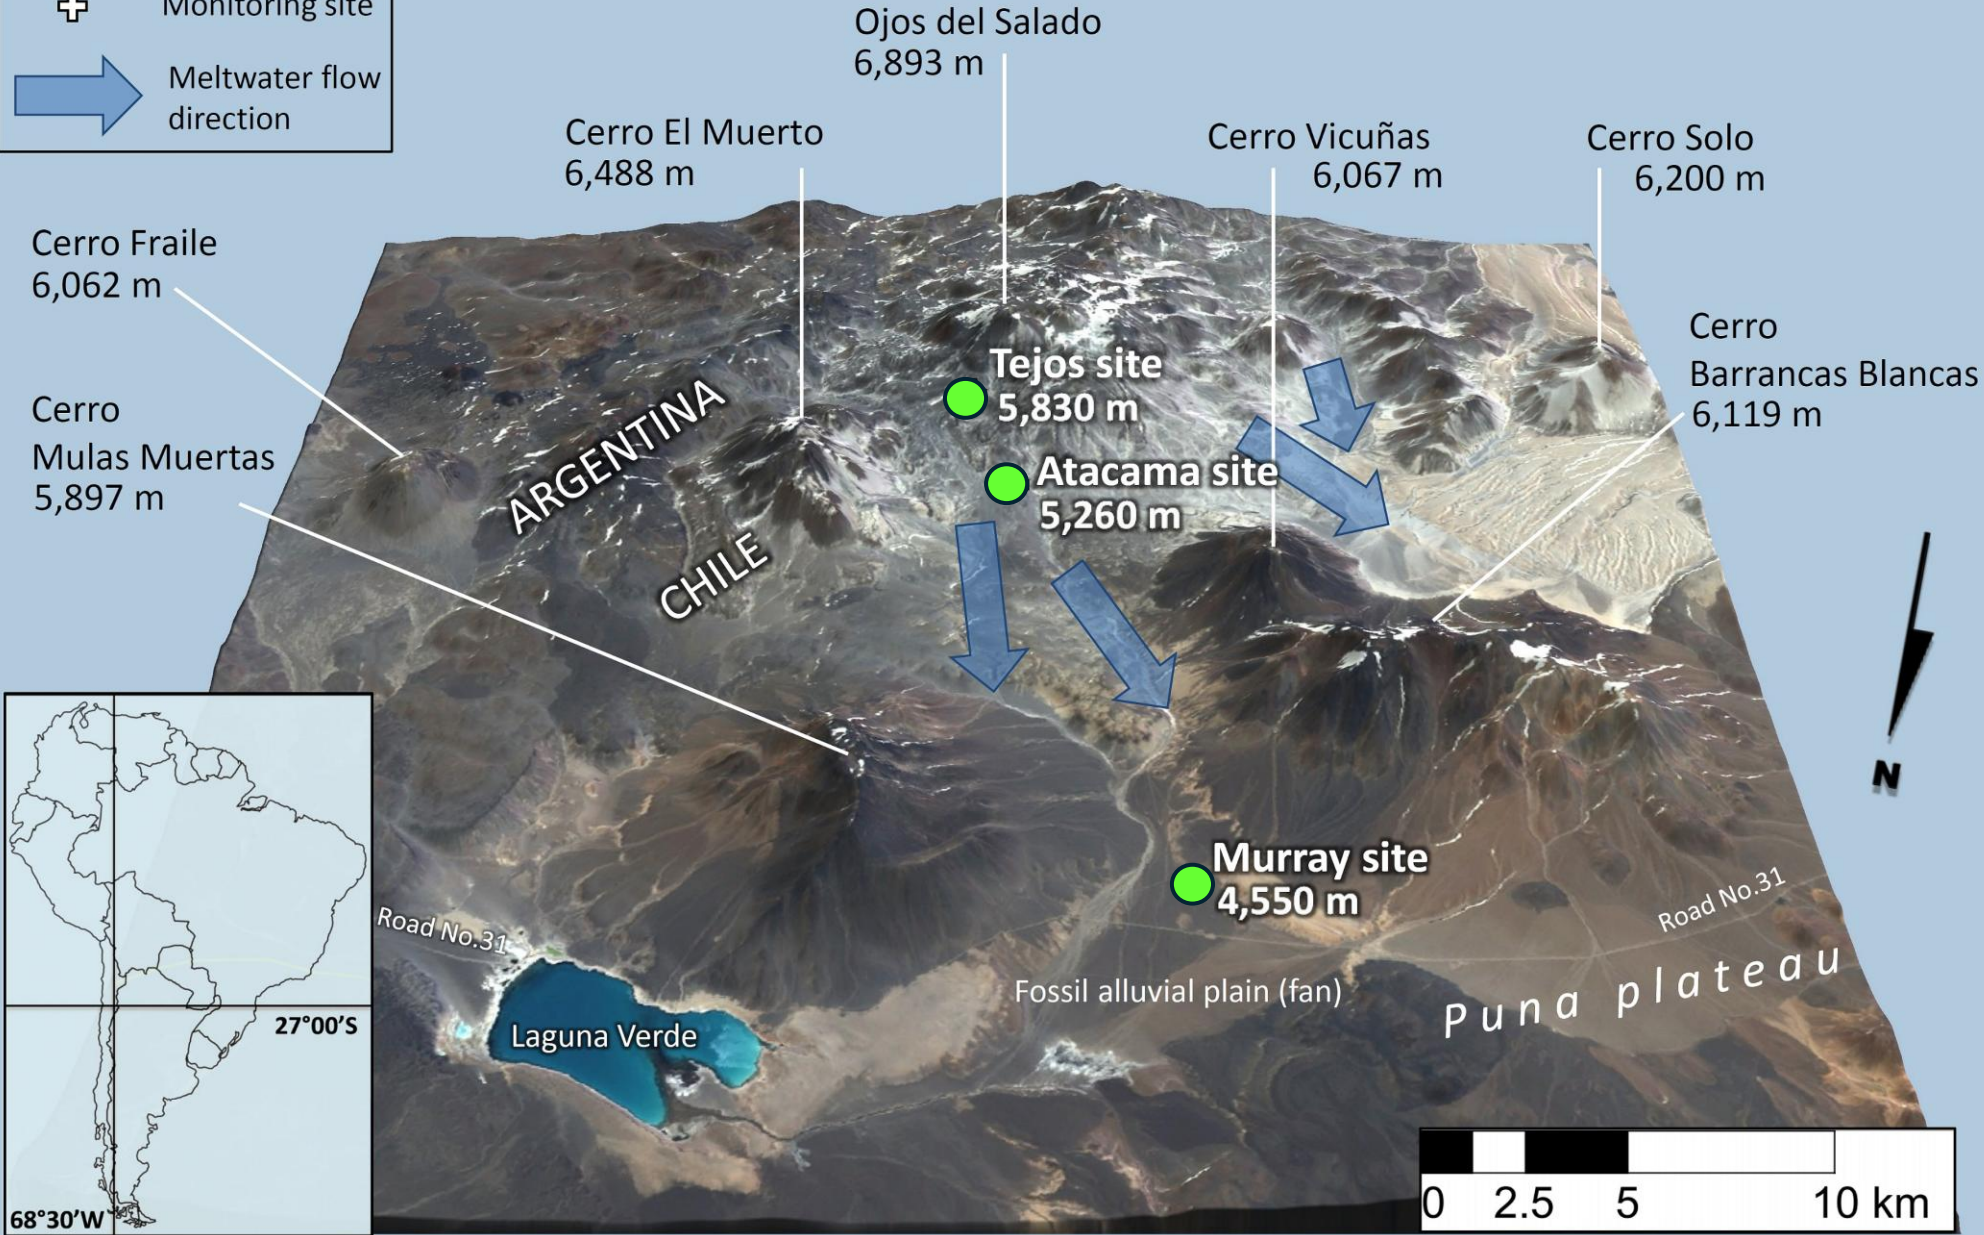 Monitoring site
Meltwater flow
direction
Ojos del Salado
6,893 m
Cerro El Muerto
6,488 m
Cerro Vicuñas
6,067 m
Cerro Solo
6,200 m
Cerro Fraile
6,062 m
Cerro
Barrancas Blancas
6,119 m
Cerro
Mulas Muertas
5,897 m
Tejos site
5,830 m
ARGENTINA
Atacama site
5,260 m
CHILE
N
Murray site
4,550 m
Road No.31
Road No.31
Fossil alluvial plain (fan)
Puna plateau
Laguna Verde
27°00'S
68°30'W
0 2.5 5 10 km